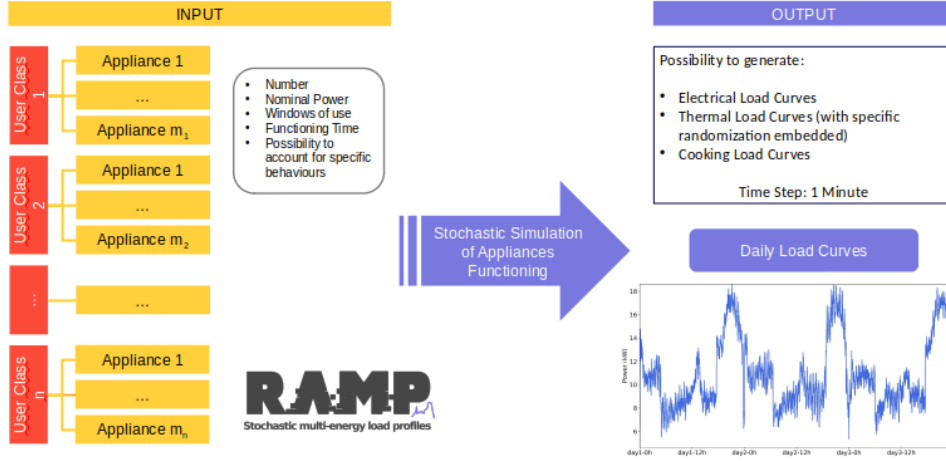 INPUT
User Class
1
Appliance 1
...
Appliance m1
User Class
2
Appliance 1
...
Appliance m2
...
...
User Class
n
Appliance 1
...
Appliance mn
• Number
• Nominal Power
• Windows of use
• Functioning Time
• Possibility to
account for specific
behaviours
RAMP
Stochastic multi-energy load profiles
Stochastic Simulation
of Appliances
Functioning
OUTPUT
Possibility to generate:
• Electrical Load Curves
• Thermal Load Curves (with specific
randomization embedded)
• Cooking Load Curves
Time Step: 1 Minute
Daily Load Curves
Power (kW)
18
16
14
12
10
8
6
day1-0h day1-12h day2-0h day2-12h day3-0h day3-12h